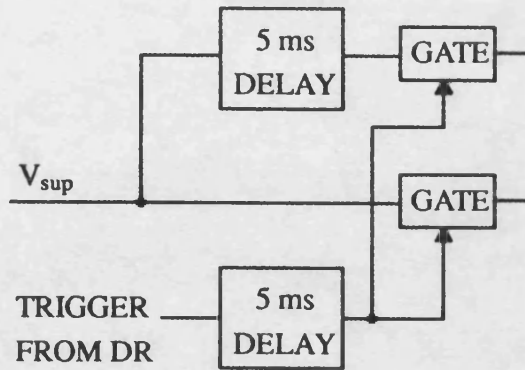 5 ms
DELAY
GATE
V_sup
GATE
TRIGGER
FROM DR
5 ms
DELAY